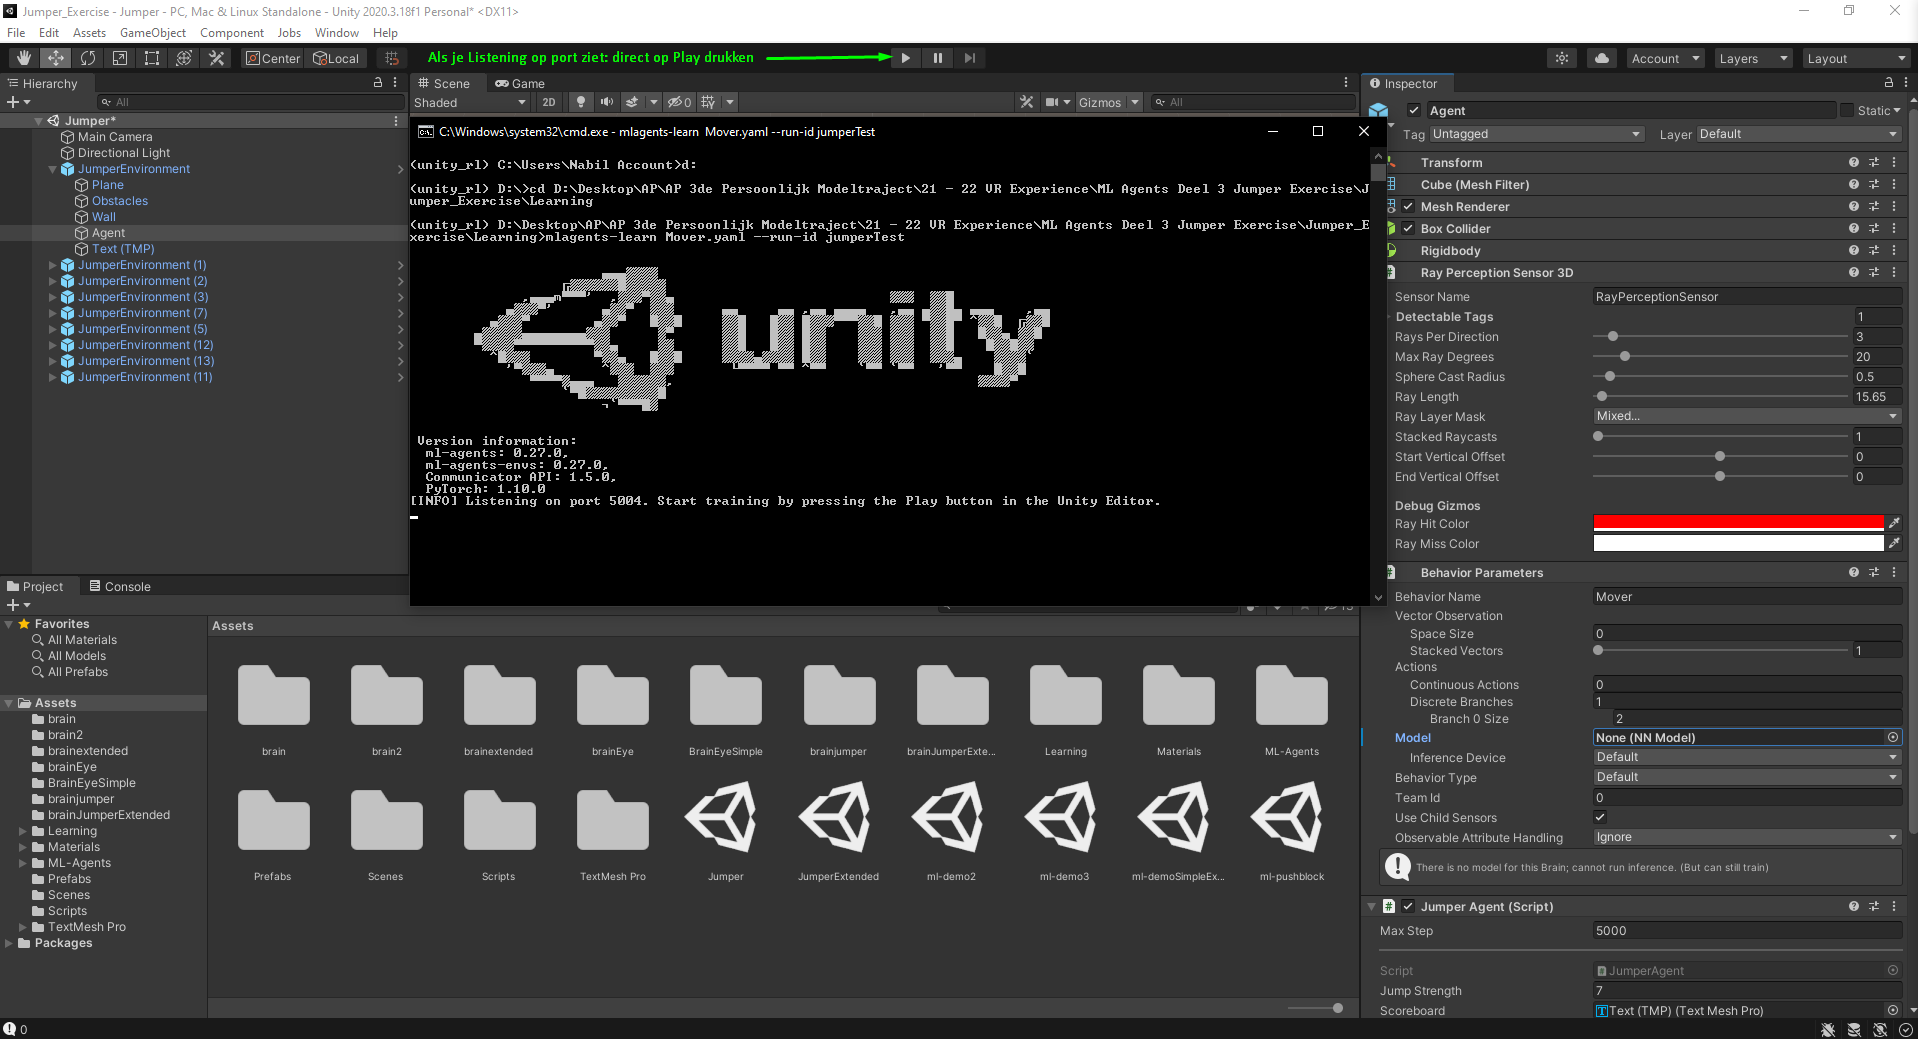 Jumper_Exercise - Jumper - PC, Mac & Linux Standalone - Unity 2020.3.18f1 Personal* <DX11>
File Edit Assets GameObject Component Jobs Window Help
Center Local
Als je Listening op port ziet: direct op Play drukken
Account Layers Layout
Hierarchy
All
Jumper*
Main Camera
Directional Light
JumperEnvironment
Plane
Obstacles
Wall
Agent
Text (TMP)
JumperEnvironment (1)
JumperEnvironment (2)
JumperEnvironment (3)
JumperEnvironment (7)
JumperEnvironment (5)
JumperEnvironment (12)
JumperEnvironment (13)
JumperEnvironment (11)
Scene Game
Shaded 2D 0 Gizmos All
C:\Windows\system32\cmd.exe - mlagents-learn  Mover.yaml --run-id jumperTest
(unity_rl) C:\Users\Nabil Account>d:
(unity_rl) D:\>cd D:\Desktop\AP\AP 3de Persoonlijk Modeltraject\21 - 22 VR Experience\ML Agents Deel 3 Jumper Exercise\J
umper_Exercise\Learning
(unity_rl) D:\Desktop\AP\AP 3de Persoonlijk Modeltraject\21 - 22 VR Experience\ML Agents Deel 3 Jumper Exercise\Jumper_E
xercise\Learning>mlagents-learn Mover.yaml --run-id jumperTest
unity
Version information:
ml-agents: 0.27.0,
ml-agents-envs: 0.27.0,
Communicator API: 1.5.0,
PyTorch: 1.10.0
[INFO] Listening on port 5004. Start training by pressing the Play button in the Unity Editor.
Project Console
Favorites
All Materials
All Models
All Prefabs
Assets
brain
brain2
brainextended
brainEye
BrainEyeSimple
brainjumper
brainJumperExtended
Learning
Materials
ML-Agents
Prefabs
Scenes
Scripts
TextMesh Pro
Packages
13
Assets
brain brain2 brainextended brainEye BrainEyeSimple brainjumper brainJumperExte... Learning Materials ML-Agents
Prefabs Scenes Scripts TextMesh Pro Jumper JumperExtended ml-demo2 ml-demo3 ml-demoSimpleEx... ml-pushblock
Inspector
Agent Static
Tag Untagged Layer Default
Transform
Cube (Mesh Filter)
Mesh Renderer
Box Collider
Rigidbody
Ray Perception Sensor 3D
Sensor Name RayPerceptionSensor
Detectable Tags 1
Rays Per Direction 3
Max Ray Degrees 20
Sphere Cast Radius 0.5
Ray Length 15.65
Ray Layer Mask Mixed...
Stacked Raycasts 1
Start Vertical Offset 0
End Vertical Offset 0
Debug Gizmos
Ray Hit Color
Ray Miss Color
Behavior Parameters
Behavior Name Mover
Vector Observation
Space Size 0
Stacked Vectors 1
Actions
Continuous Actions 0
Discrete Branches 1
Branch 0 Size 2
Model None (NN Model)
Inference Device Default
Behavior Type Default
Team Id 0
Use Child Sensors
Observable Attribute Handling Ignore
There is no model for this Brain; cannot run inference. (But can still train)
Jumper Agent (Script)
Max Step 5000
Script JumperAgent
Jump Strength 7
Scoreboard Text (TMP) (Text Mesh Pro)
0